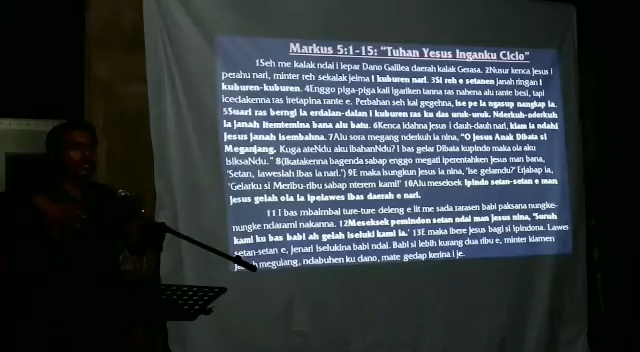 Markus 5:1-15: "Tuhan Yesus Inganku Cicio"
1Seh me kalak ndai i lepar Dano Galilea daerah kalak Gerasa. 2Nusur kenca Jesus i
perahu nari, minter reh sekalak jelma i kuburen nari. 3Si reh e setanen janah ringan i
kuburen-kuburen. 4Enggo piga-piga kali igariken tanna ras nahena alu rante besi, tapi
icedakenna ras iretapina rante e. Perbahan seh kal gegehna, ise pe la ngasup nangkap ia.
5Suari ras berngi ia erdalan-dalan i kuburen ras ku das uruk-uruk. Nderkuh-nderkuh
ia janah itemtemina bana alu batu. 6Kenca idahna Jesus i dauh-dauh nari, kiam ia ndahi
Jesus janah isembahna. 7Alu sora megang nderkuh ia nina, "O Jesus Anak Dibata si
Meganjang. Kuga ateNdu aku ibahanNdu? I bas gelar Dibata kupindo maka ola aku
isiksaNdu." 8(Ikatakenna bagenda sabap enggo megati iperentahken Jesus man bana,
'Setan, laweslah ibas ia nari.') 9E maka isungkun Jesus ia nina, 'Ise gelarndu?' Erjabap ia,
'Gelarku si Meribu-ribu sabap nterem kami!' 10Alu meseksek ipindo setan-setan e man
Jesus gelah ola ia ipelawes ibas daerah e nari.
11 I bas mbalmbal ture-ture deleng e lit me sada rarasen babi paksana nungke-
nungke ndarami nakanna. 12Meseksek pemindon setan ndai man Jesus nina, 'Suruh
kami ku bas babi ah gelah iseluki kami ia.' 13E maka ibere Jesus bagi si ipindona. Lawes
setan-setan e, jenari iselukina babi ndai. Babi si lebih kurang dua ribu e, minter kiamen
megulang, ndabuhen ku dano, mate gedap kerina i je.